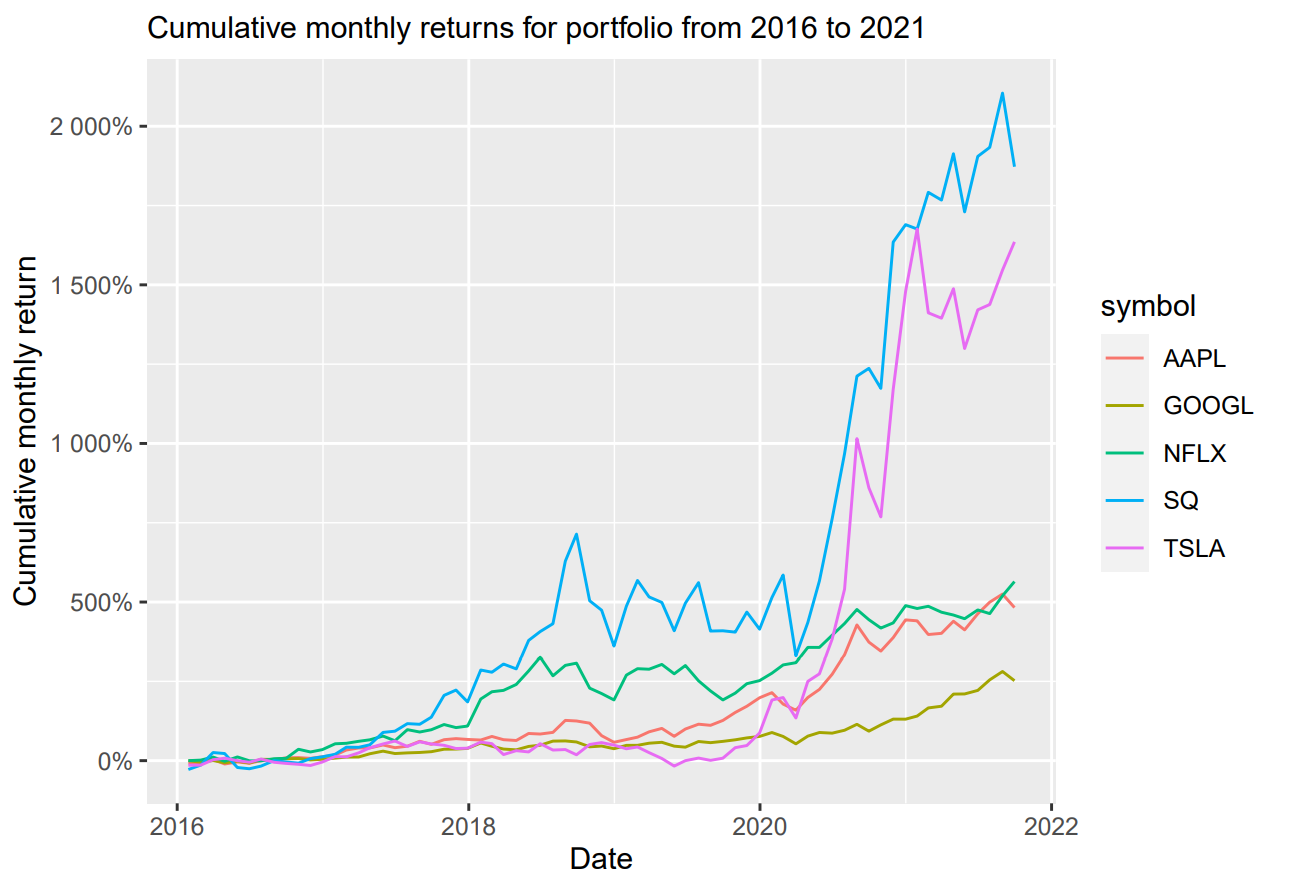 Cumulative monthly returns for portfolio from 2016 to 2021
Cumulative monthly return
2 000%
1 500%
1 000%
500%
0%
2016
2018
2020
2022
Date
symbol
AAPL
GOOGL
NFLX
SQ
TSLA